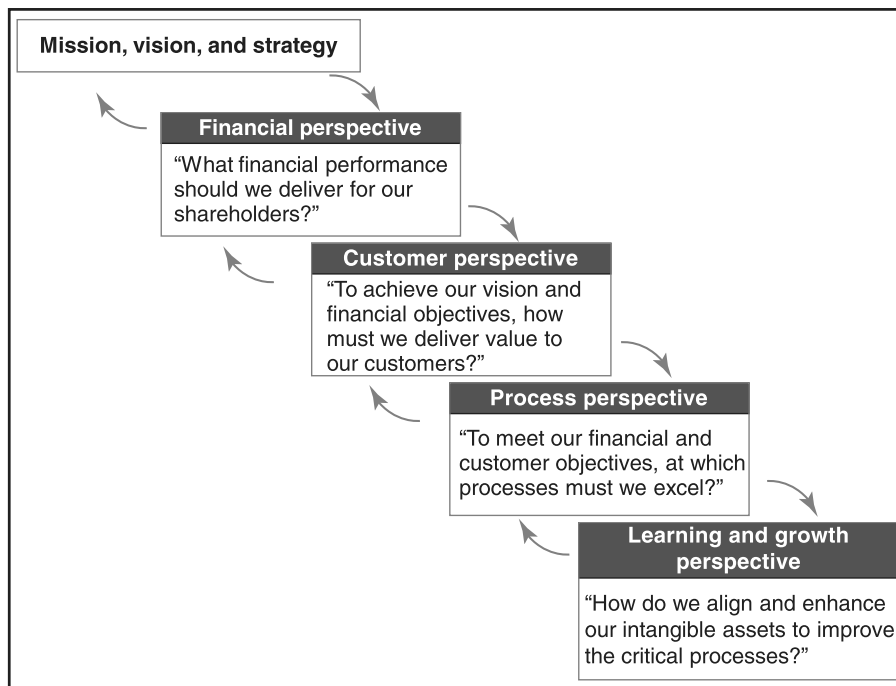 Mission, vision, and strategy
Financial perspective
“What financial performance
should we deliver for our
shareholders?”
Customer perspective
“To achieve our vision and
financial objectives, how
must we deliver value to
our customers?”
Process perspective
“To meet our financial and
customer objectives, at which
processes must we excel?”
Learning and growth
perspective
“How do we align and enhance
our intangible assets to improve
the critical processes?”